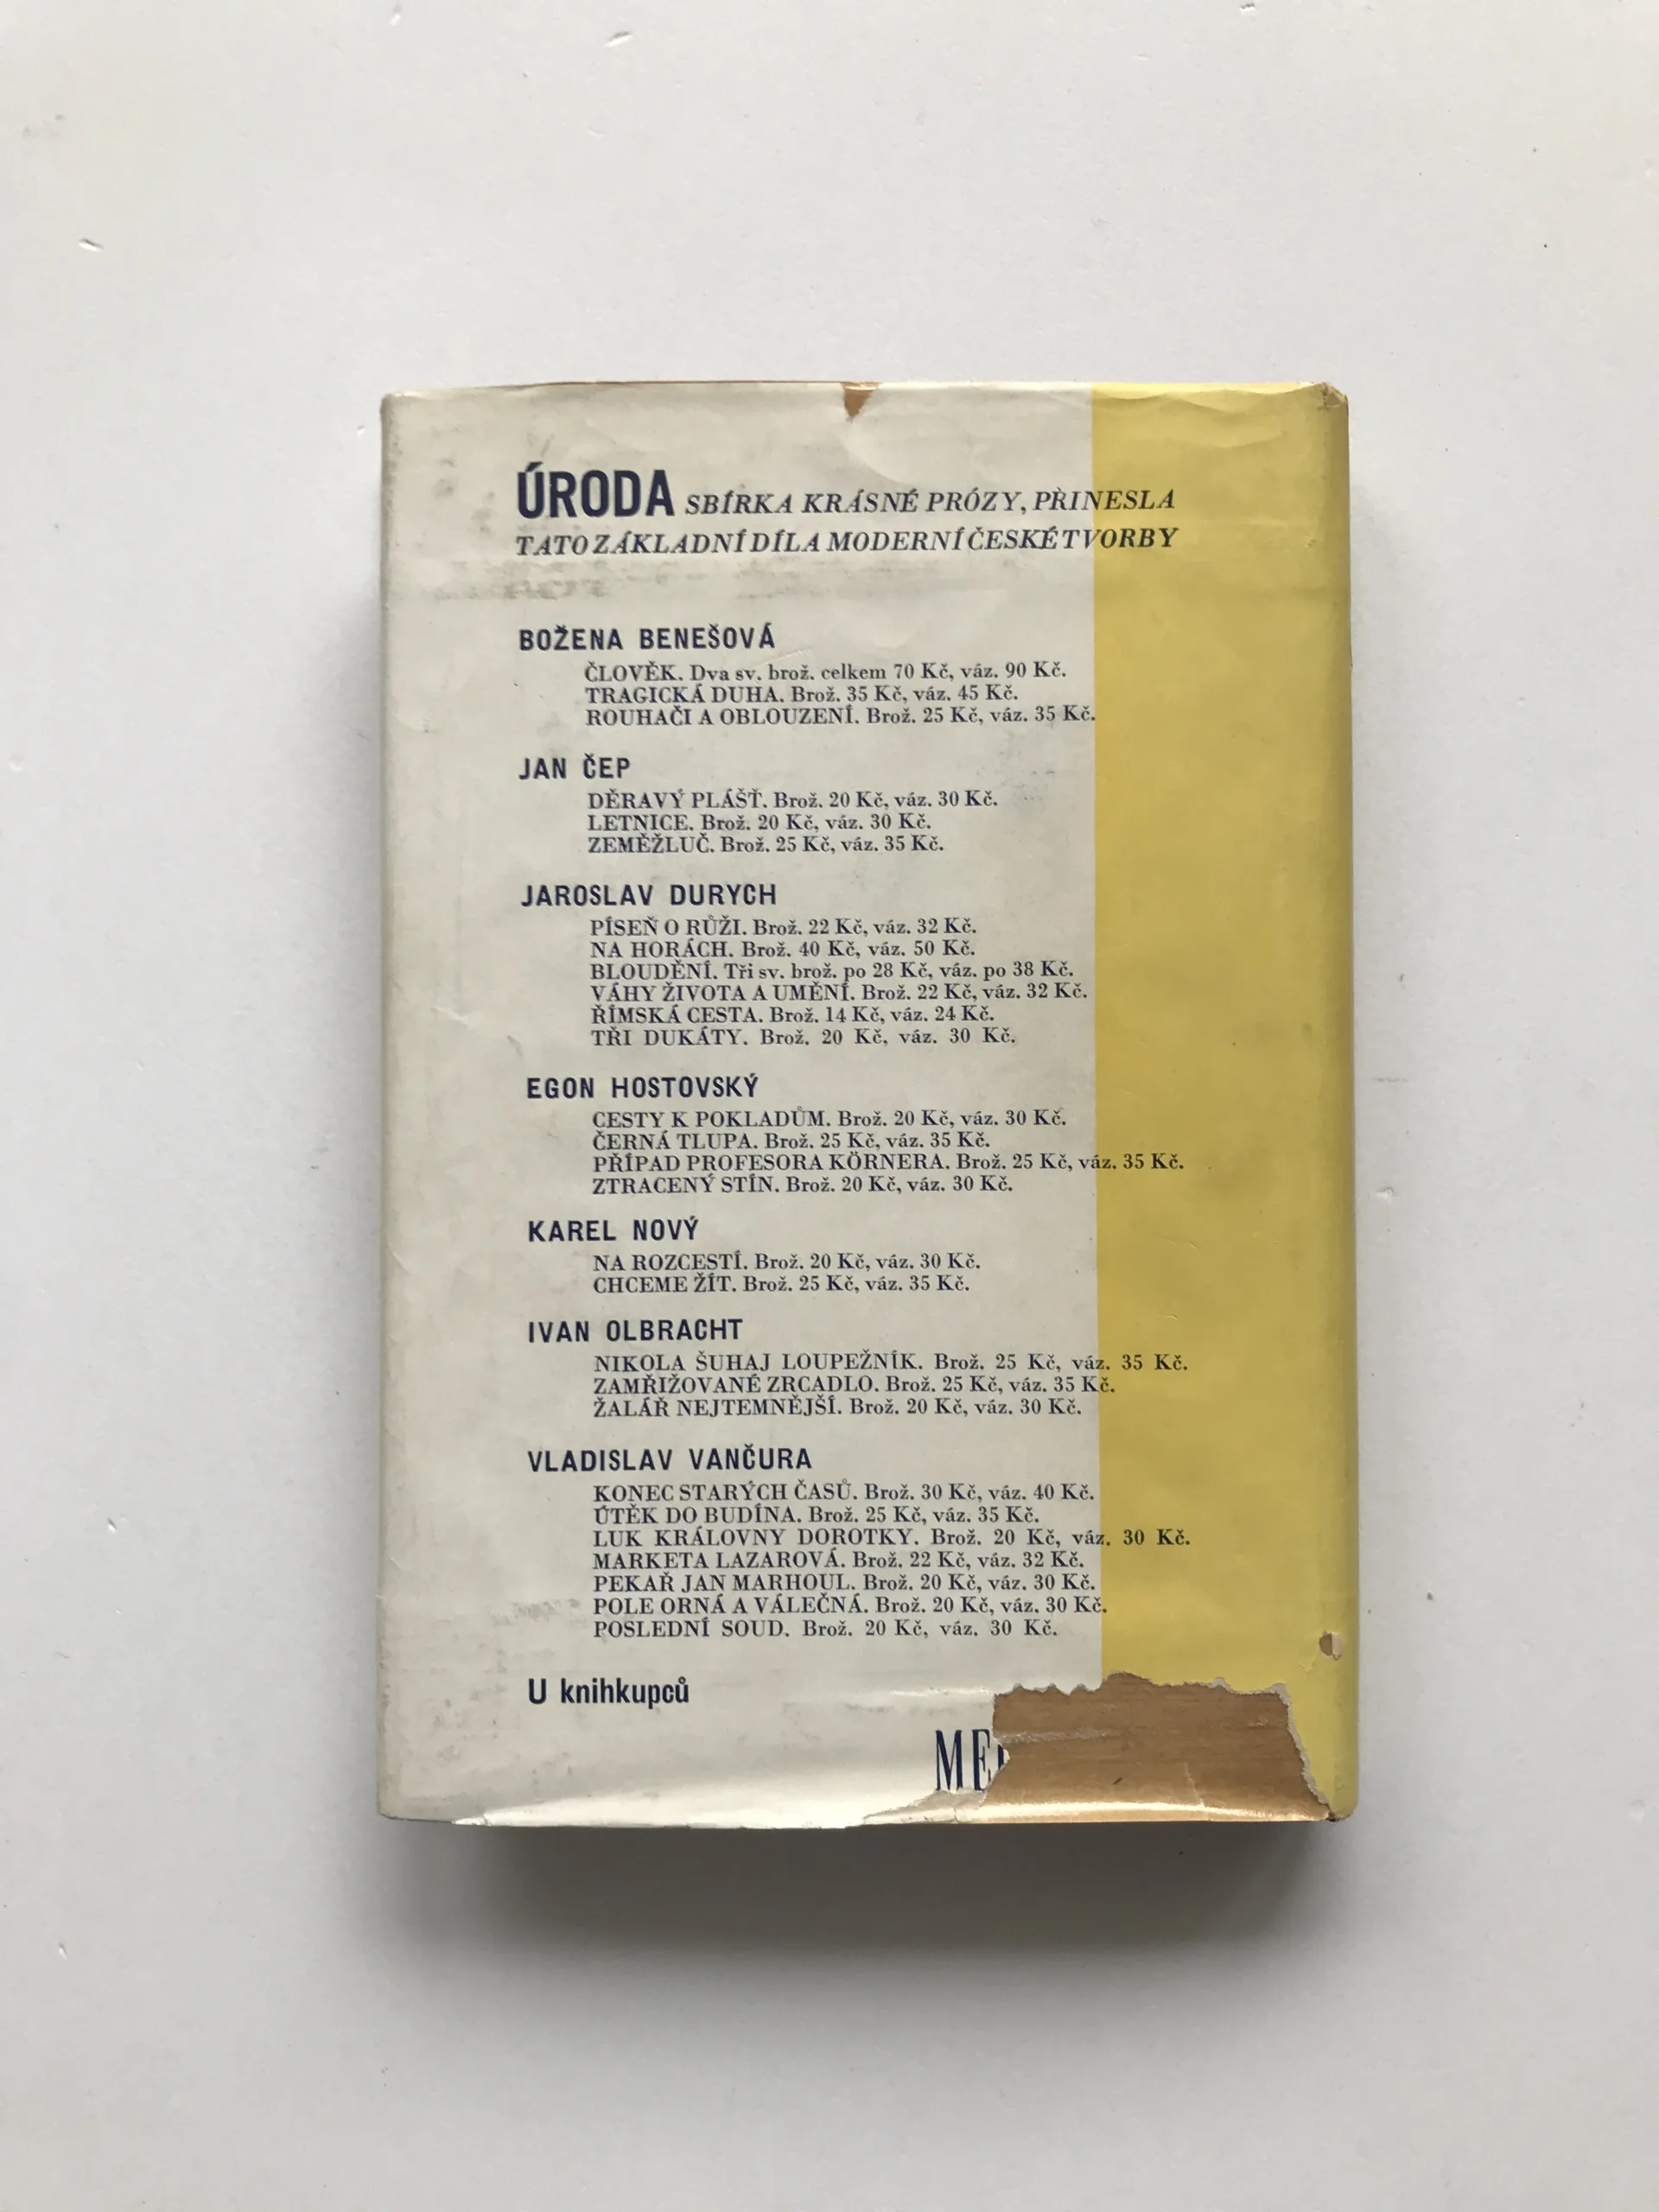 ÚRODA SBÍRKA KRÁSNÉ PRÓZY, PŘINESLA
TATO ZÁKLADNÍ DÍLA MODERNÍ ČESKÉ TVORBY
BOŽENA BENEŠOVÁ
ČLOVĚK. Dva sv. brož. celkem 70 Kč, váz. 90 Kč.
TRAGICKÁ DUHA. Brož. 35 Kč, váz. 45 Kč.
ROUHAČI A OBLOUZENÍ. Brož. 25 Kč, váz. 35 Kč.
JAN ČEP
DĚRAVÝ PLÁŠŤ. Brož. 20 Kč, váz. 30 Kč.
LETNICE. Brož. 20 Kč, váz. 30 Kč.
ZEMĚŽLUČ. Brož. 25 Kč, váz. 35 Kč.
JAROSLAV DURYCH
PÍSEŇ O RŮŽI. Brož. 22 Kč, váz. 32 Kč.
NA HORÁCH. Brož. 40 Kč, váz. 50 Kč.
BLOUDĚNÍ. Tři sv. brož. po 28 Kč, váz. po 38 Kč.
VÁHY ŽIVOTA A UMĚNÍ. Brož. 22 Kč, váz. 32 Kč.
ŘÍMSKÁ CESTA. Brož. 14 Kč, váz. 24 Kč.
TŘI DUKÁTY. Brož. 20 Kč, váz. 30 Kč.
EGON HOSTOVSKÝ
CESTY K POKLADŮM. Brož. 20 Kč, váz. 30 Kč.
ČERNÁ TLUPA. Brož. 25 Kč, váz. 35 Kč.
PŘÍPAD PROFESORA KÖRNERA. Brož. 25 Kč, váz. 35 Kč.
ZTRACENÝ STÍN. Brož. 20 Kč, váz. 30 Kč.
KAREL NOVÝ
NA ROZCESTÍ. Brož. 20 Kč, váz. 30 Kč.
CHCEME ŽÍT. Brož. 25 Kč, váz. 35 Kč.
IVAN OLBRACHT
NIKOLA ŠUHAJ LOUPEŽNÍK. Brož. 25 Kč, váz. 35 Kč.
ZAMŘIŽOVANÉ ZRCADLO. Brož. 25 Kč, váz. 35 Kč.
ŽALÁŘ NEJTEMNĚJŠÍ. Brož. 20 Kč, váz. 30 Kč.
VLADISLAV VANČURA
KONEC STARÝCH ČASŮ. Brož. 30 Kč, váz. 40 Kč.
ÚTĚK DO BUDÍNA. Brož. 25 Kč, váz. 35 Kč.
LUK KRÁLOVNY DOROTKY. Brož. 20 Kč, váz. 30 Kč.
MARKETA LAZAROVÁ. Brož. 22 Kč, váz. 32 Kč.
PEKAŘ JAN MARHOUL. Brož. 20 Kč, váz. 30 Kč.
POLE ORNÁ A VÁLEČNÁ. Brož. 20 Kč, váz. 30 Kč.
POSLEDNÍ SOUD. Brož. 20 Kč, váz. 30 Kč.
U knihkupců